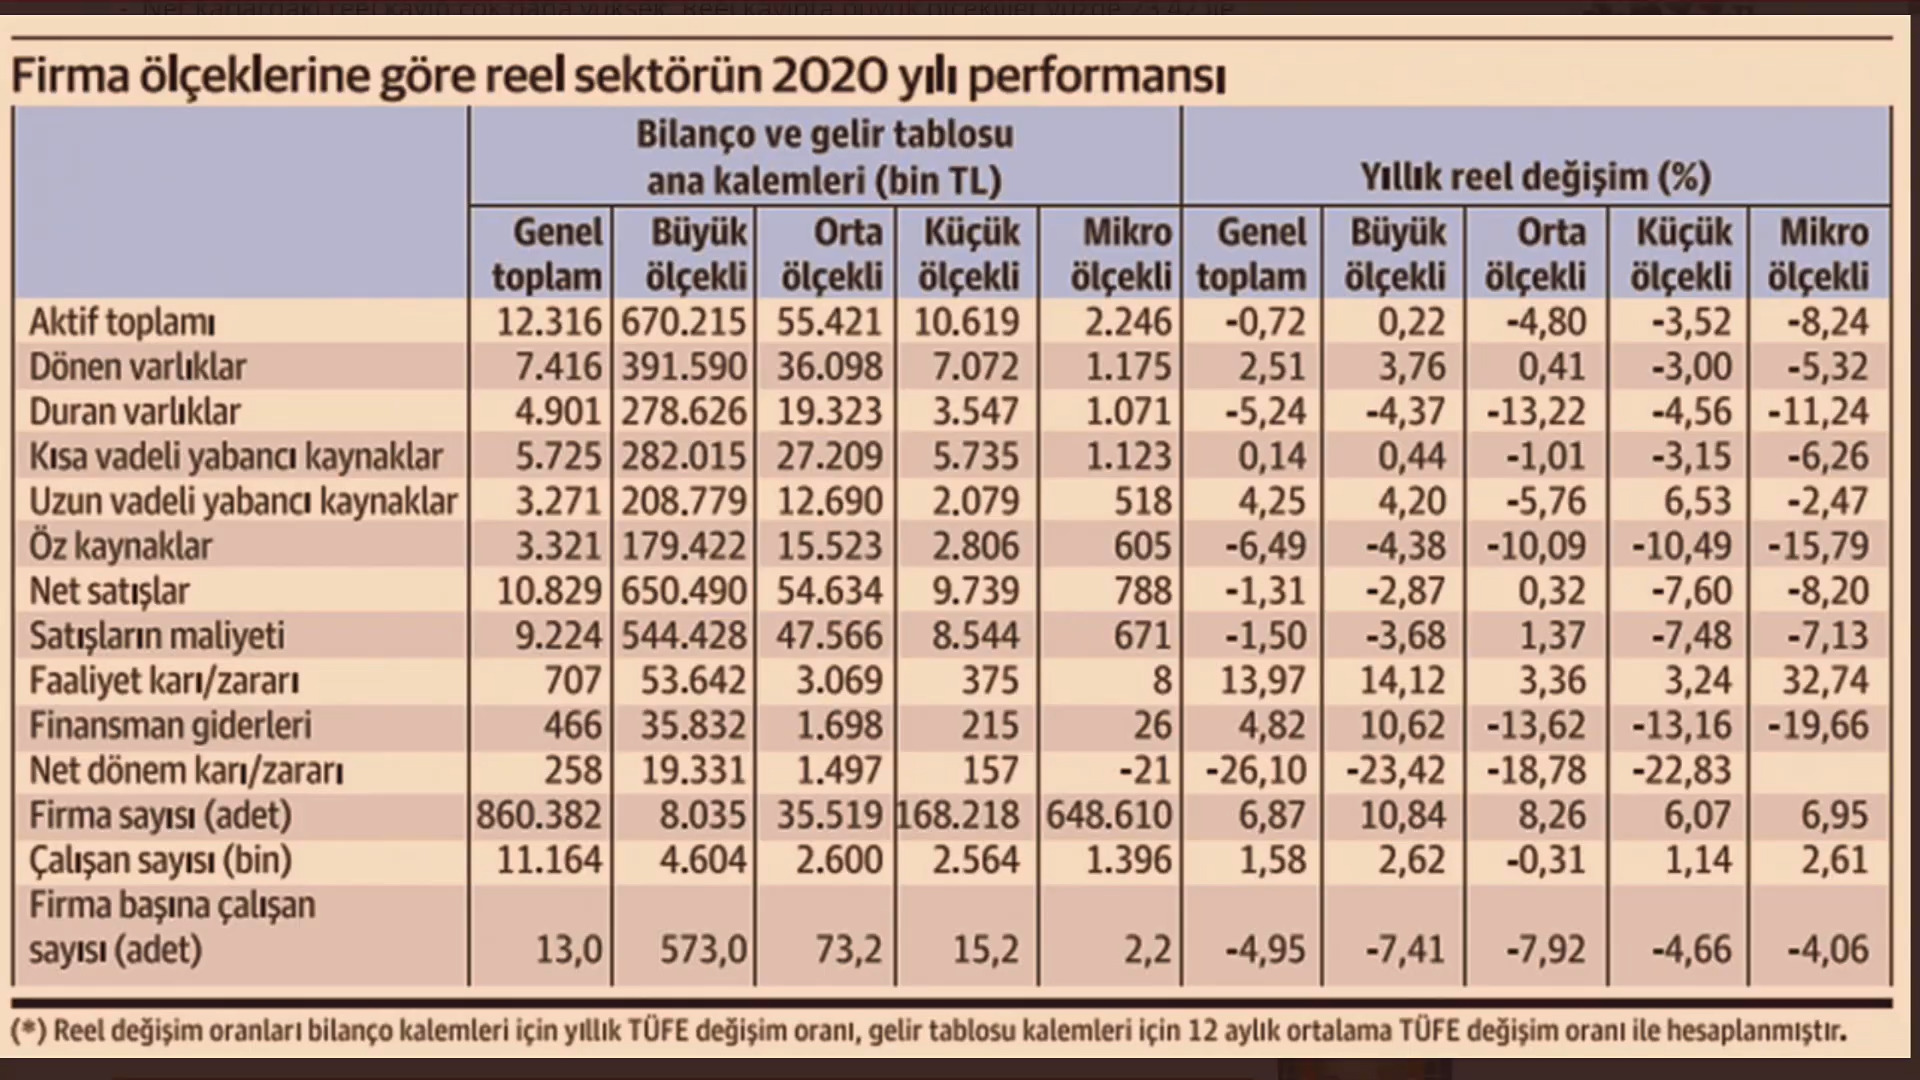 Firma ölçeklerine göre reel sektörün 2020 yılı performansı
Bilanço ve gelir tablosu
ana kalemleri (bin TL)
Yıllık reel değişim (%)
Genel toplam Büyük ölçekli Orta ölçekli Küçük ölçekli Mikro ölçekli Genel toplam Büyük ölçekli Orta ölçekli Küçük ölçekli Mikro ölçekli
Aktif toplamı 12.316 670.215 55.421 10.619 2.246 -0,72 0,22 -4,80 -3,52 -8,24
Dönen varlıklar 7.416 391.590 36.098 7.072 1.175 2,51 3,76 0,41 -3,00 -5,32
Duran varlıklar 4.901 278.626 19.323 3.547 1.071 -5,24 -4,37 -13,22 -4,56 -11,24
Kısa vadeli yabancı kaynaklar 5.725 282.015 27.209 5.735 1.123 0,14 0,44 -1,01 -3,15 -6,26
Uzun vadeli yabancı kaynaklar 3.271 208.779 12.690 2.079 518 4,25 4,20 -5,76 6,53 -2,47
Öz kaynaklar 3.321 179.422 15.523 2.806 605 -6,49 -4,38 -10,09 -10,49 -15,79
Net satışlar 10.829 650.490 54.634 9.739 788 -1,31 -2,87 0,32 -7,60 -8,20
Satışların maliyeti 9.224 544.428 47.566 8.544 671 -1,50 -3,68 1,37 -7,48 -7,13
Faaliyet karı/zararı 707 53.642 3.069 375 8 13,97 14,12 3,36 3,24 32,74
Finansman giderleri 466 35.832 1.698 215 26 4,82 10,62 -13,62 -13,16 -19,66
Net dönem karı/zararı 258 19.331 1.497 157 -21 -26,10 -23,42 -18,78 -22,83
Firma sayısı (adet) 860.382 8.035 35.519 168.218 648.610 6,87 10,84 8,26 6,07 6,95
Çalışan sayısı (bin) 11.164 4.604 2.600 2.564 1.396 1,58 2,62 -0,31 1,14 2,61
Firma başına çalışan
sayısı (adet) 13,0 573,0 73,2 15,2 2,2 -4,95 -7,41 -7,92 -4,66 -4,06
(*) Reel değişim oranları bilanço kalemleri için yıllık TÜFE değişim oranı, gelir tablosu kalemleri için 12 aylık ortalama TÜFE değişim oranı ile hesaplanmıştır.